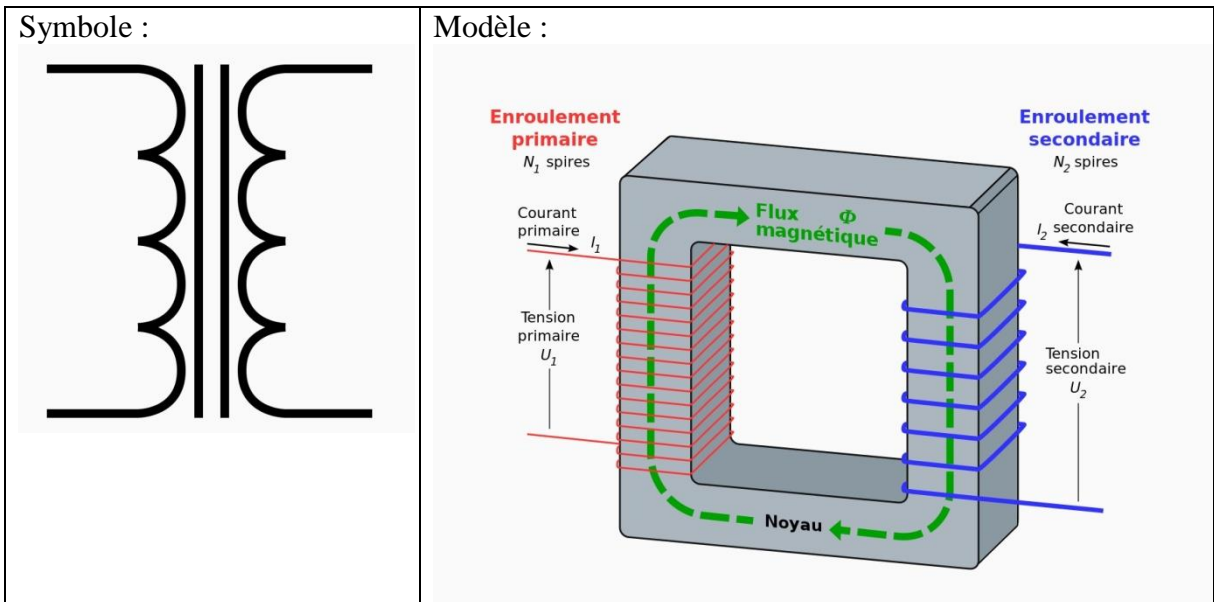 Symbole :
Modèle :
Enroulement
primaire
N₁ spires
Enroulement
secondaire
N₂ spires
Courant
primaire
I₁
Flux Φ
magnétique
Courant
I₂ secondaire
Tension
primaire
U₁
Tension
secondaire
U₂
Noyau